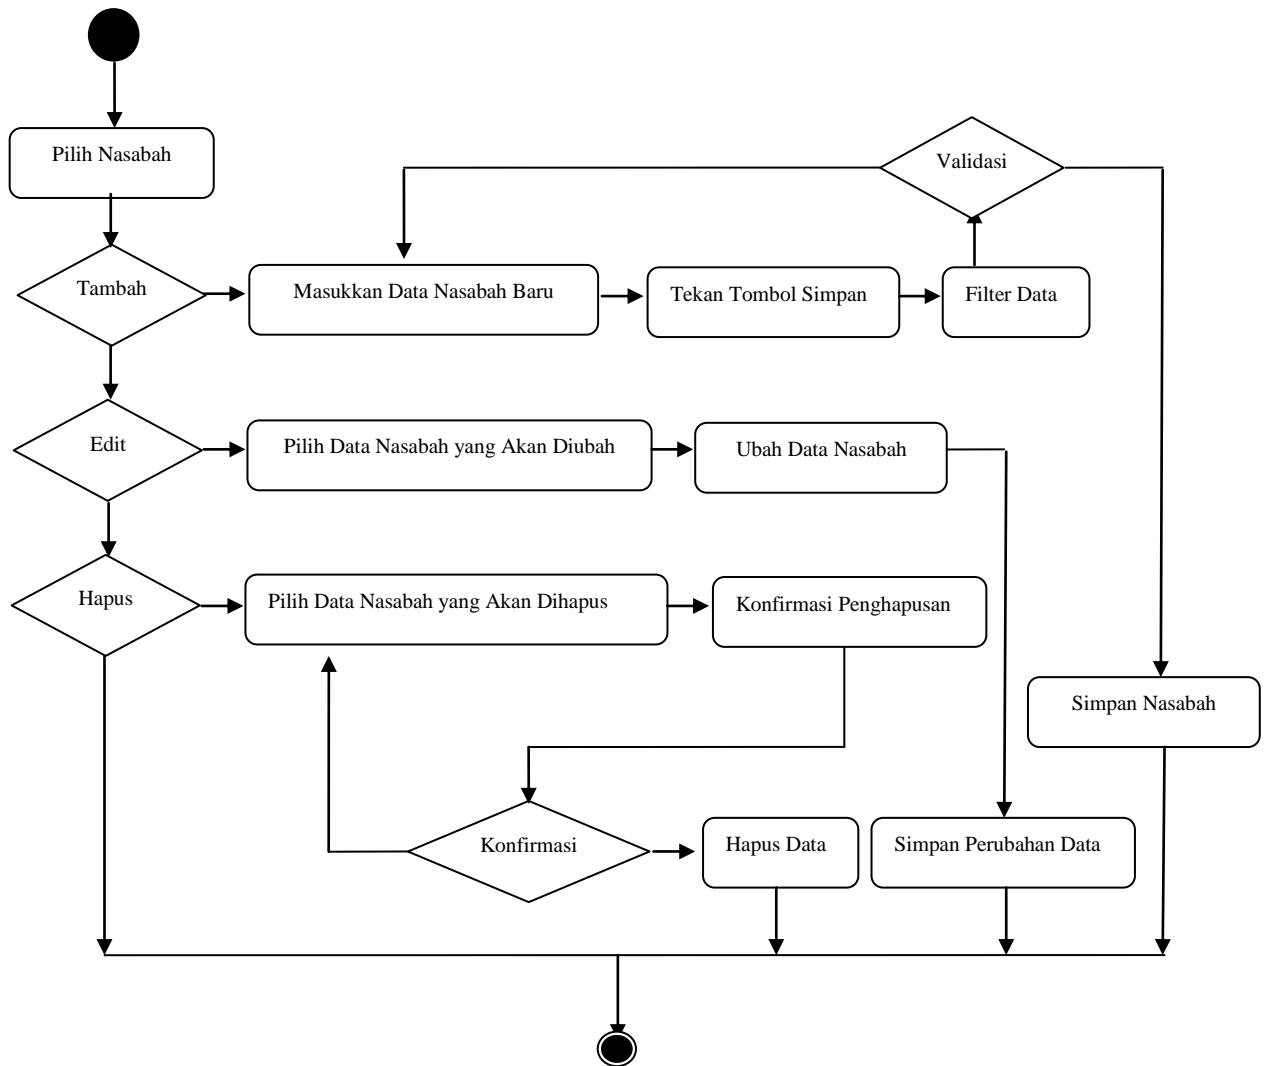 Pilih Nasabah
Validasi
Tambah
Masukkan Data Nasabah Baru
Tekan Tombol Simpan
Filter Data
Edit
Pilih Data Nasabah yang Akan Diubah
Ubah Data Nasabah
Hapus
Pilih Data Nasabah yang Akan Dihapus
Konfirmasi Penghapusan
Simpan Nasabah
Konfirmasi
Hapus Data
Simpan Perubahan Data